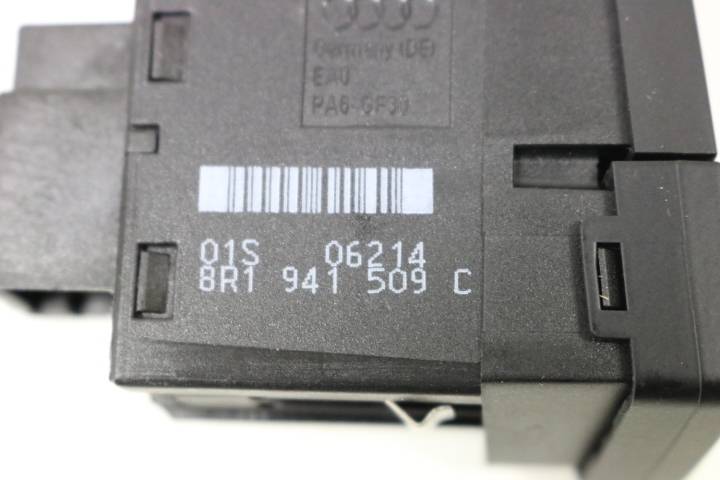 Germany (DE)
EAU
PA6-GF30
01S 06214
8R1 941 509 C